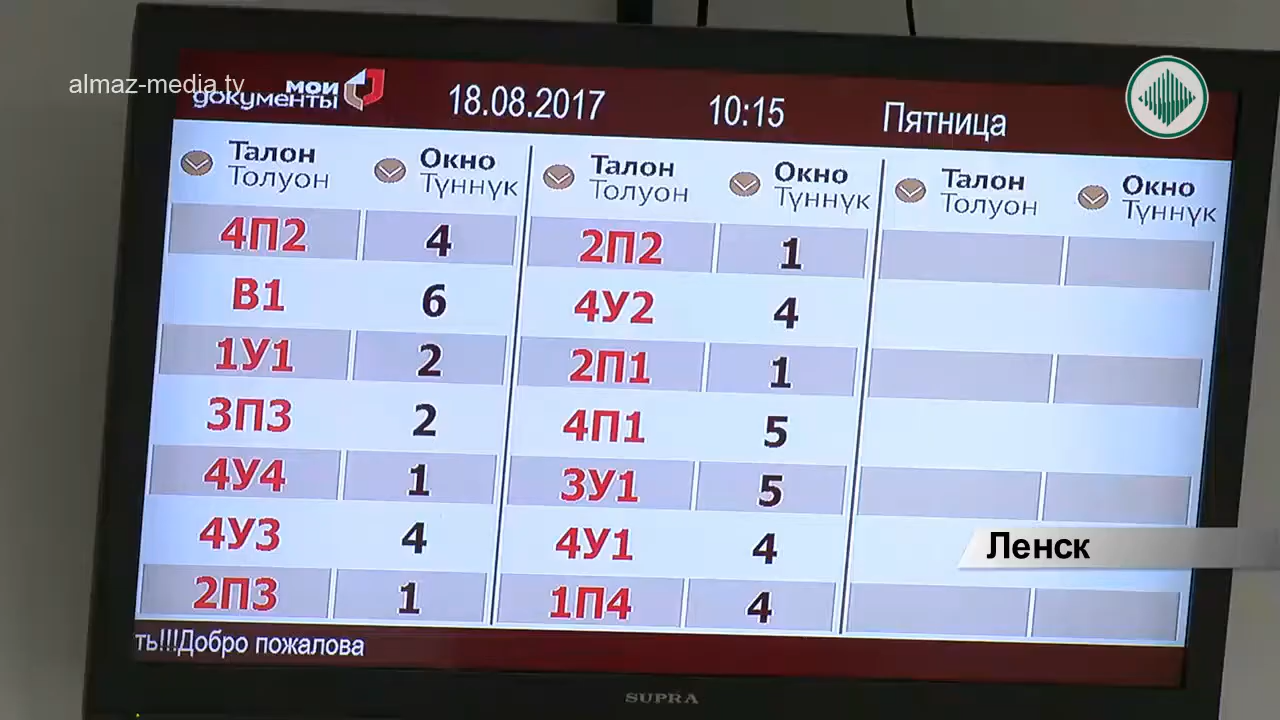 almaz-media.tv
мои
документы
18.08.2017 10:15 Пятница
Талон Окно Талон Окно Талон Окно
Толуон Түннүк Толуон Түннүк Толуон Түннүк
4П2 4 2П2 1
В1 6 4У2 4
1У1 2 2П1 1
3П3 2 4П1 5
4У4 1 3У1 5
4У3 4 4У1 4
2П3 1 1П4 4
Ленск
ть!!!Добро пожалова
SUPRA